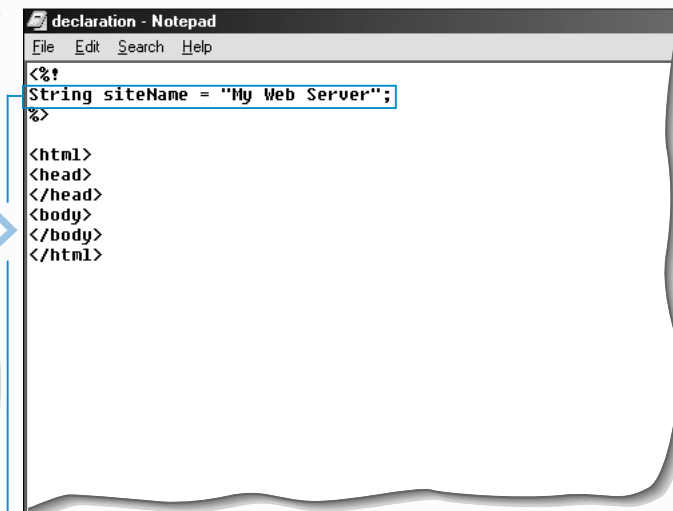 declaration - Notepad
File Edit Search Help
<%!
String siteName = "My Web Server";
%>
<html>
<head>
</head>
<body>
</body>
</html>